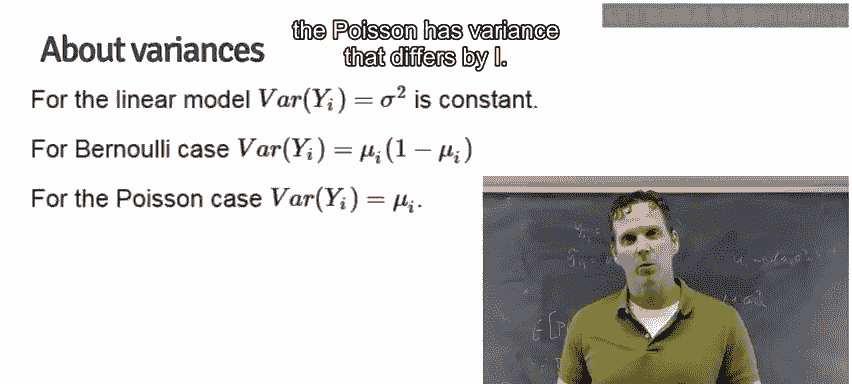 the Poisson has variance
that differs by I.
About variances
For the linear model Var(Y_i) = σ² is constant.
For Bernoulli case Var(Y_i) = μ_i(1 − μ_i)
For the Poisson case Var(Y_i) = μ_i.